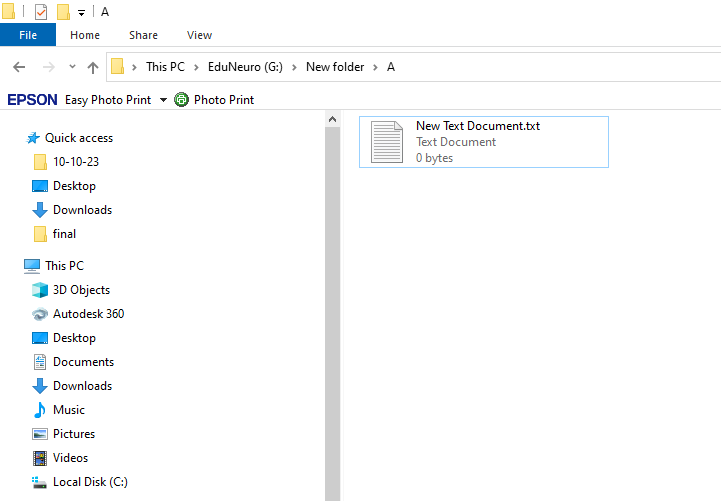 A
File Home Share View
This PC EduNeuro (G:) New folder A
EPSON Easy Photo Print Photo Print
Quick access
10-10-23
Desktop
Downloads
final
This PC
3D Objects
Autodesk 360
Desktop
Documents
Downloads
Music
Pictures
Videos
Local Disk (C:)
New Text Document.txt
Text Document
0 bytes